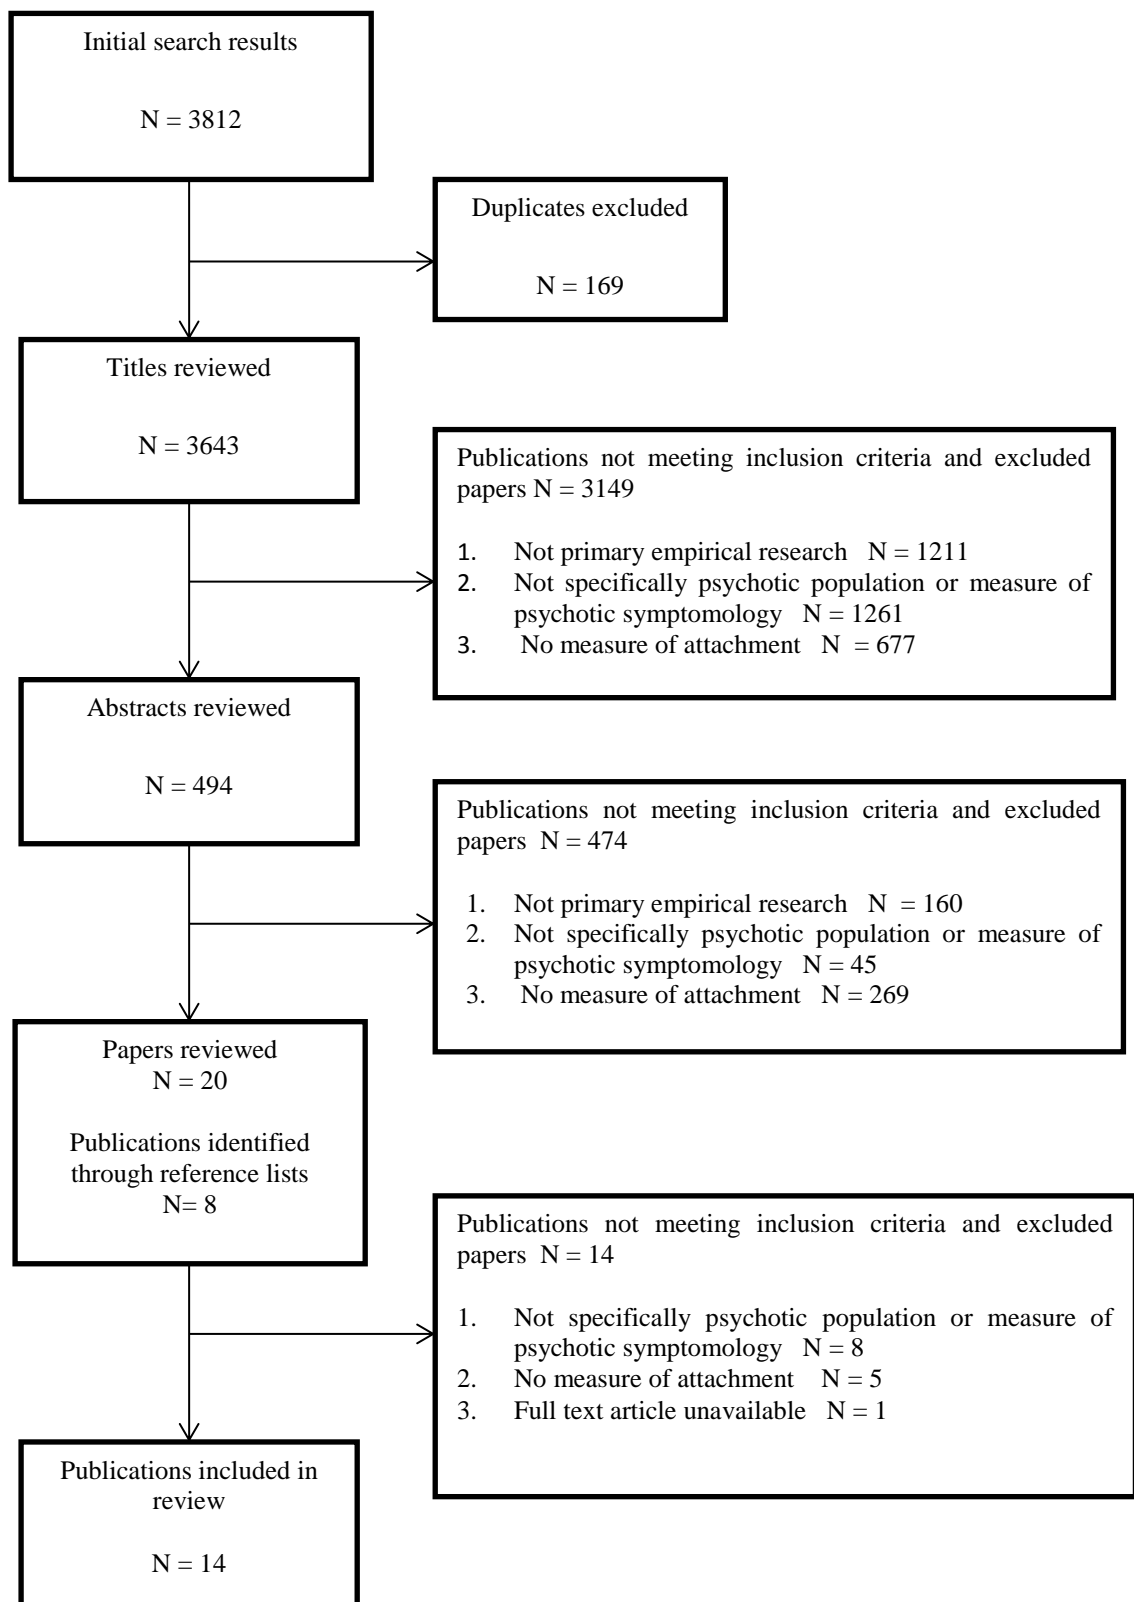 Initial search results
N = 3812
Duplicates excluded
N = 169
Titles reviewed
N = 3643
Publications not meeting inclusion criteria and excluded
papers N = 3149
1. Not primary empirical research N = 1211
2. Not specifically psychotic population or measure of
psychotic symptomology N = 1261
3. No measure of attachment N = 677
Abstracts reviewed
N = 494
Publications not meeting inclusion criteria and excluded
papers N = 474
1. Not primary empirical research N = 160
2. Not specifically psychotic population or measure of
psychotic symptomology N = 45
3. No measure of attachment N = 269
Papers reviewed
N = 20
Publications identified
through reference lists
N= 8
Publications not meeting inclusion criteria and excluded
papers N = 14
1. Not specifically psychotic population or measure of
psychotic symptomology N = 8
2. No measure of attachment N = 5
3. Full text article unavailable N = 1
Publications included in
review
N = 14